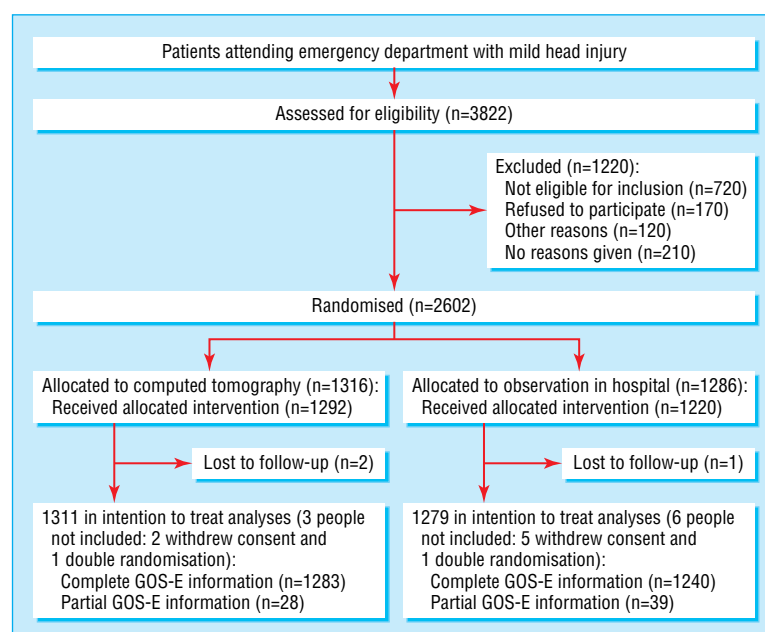 Patients attending emergency department with mild head injury
Assessed for eligibility (n=3822)
Excluded (n=1220):
Not eligible for inclusion (n=720)
Refused to participate (n=170)
Other reasons (n=120)
No reasons given (n=210)
Randomised (n=2602)
Allocated to computed tomography (n=1316):
Received allocated intervention (n=1292)
Allocated to observation in hospital (n=1286):
Received allocated intervention (n=1220)
Lost to follow-up (n=2)
Lost to follow-up (n=1)
1311 in intention to treat analyses (3 people
not included: 2 withdrew consent and
1 double randomisation):
Complete GOS-E information (n=1283)
Partial GOS-E information (n=28)
1279 in intention to treat analyses (6 people
not included: 5 withdrew consent and
1 double randomisation):
Complete GOS-E information (n=1240)
Partial GOS-E information (n=39)